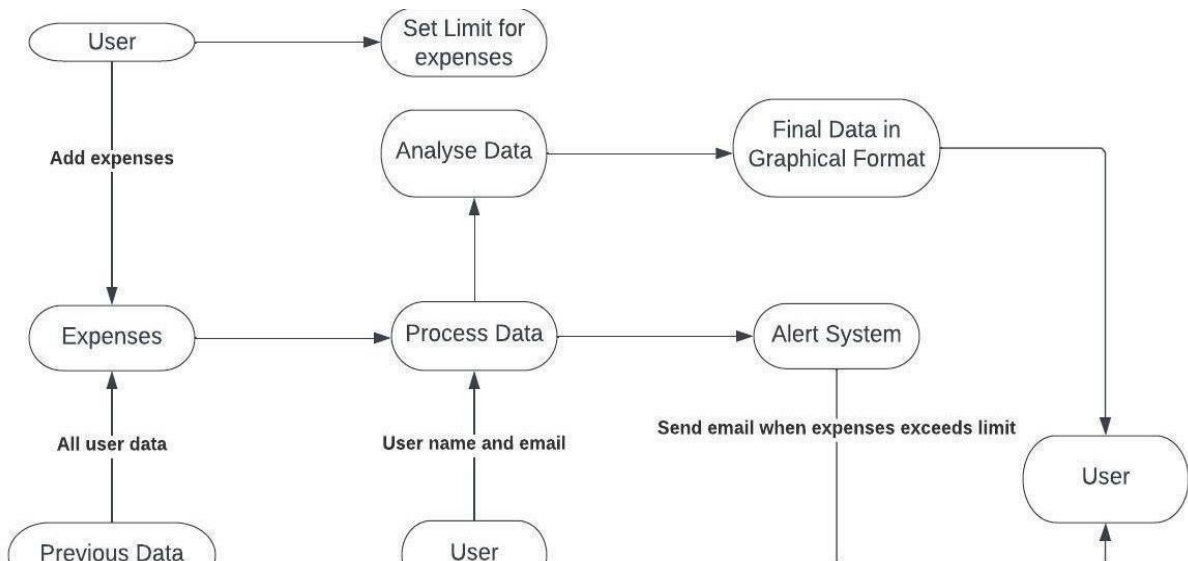 User
Set Limit for
expenses
Add expenses
Analyse Data
Final Data in
Graphical Format
Expenses
Process Data
Alert System
All user data
User name and email
Send email when expenses exceeds limit
User
Previous Data
User